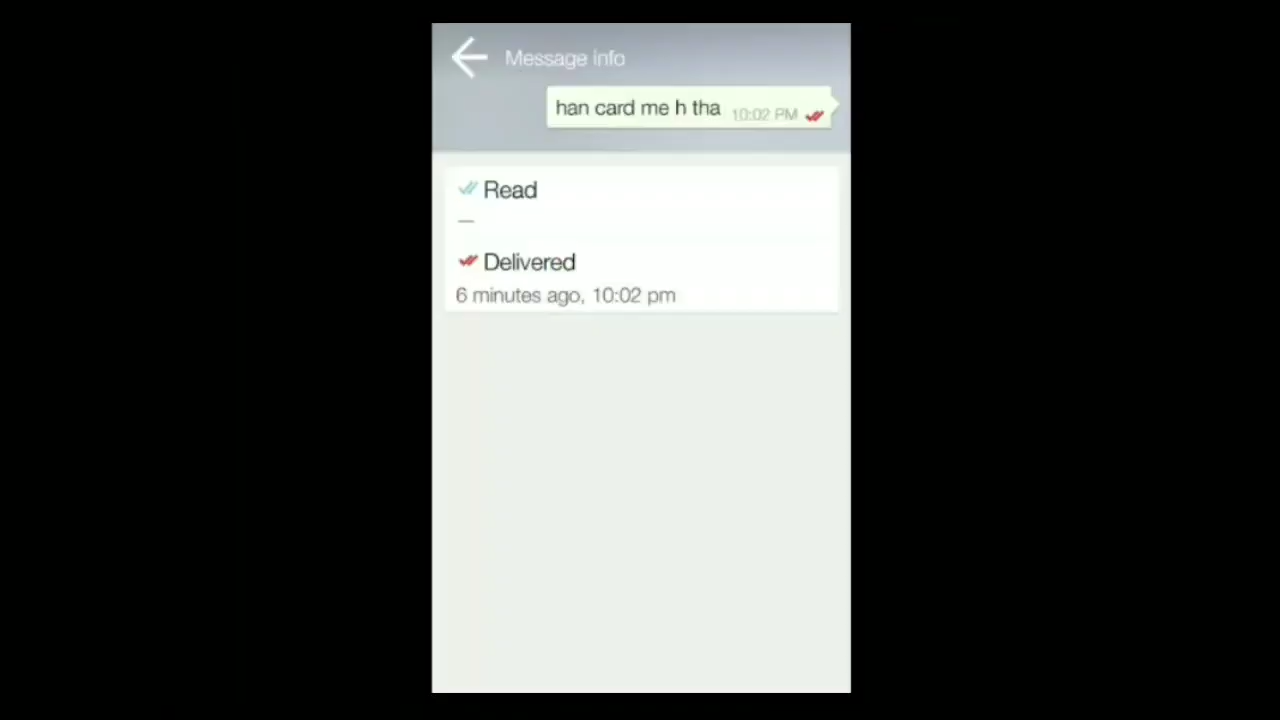 Message info
han card me h tha 10:02 PM
Read
—
Delivered
6 minutes ago, 10:02 pm